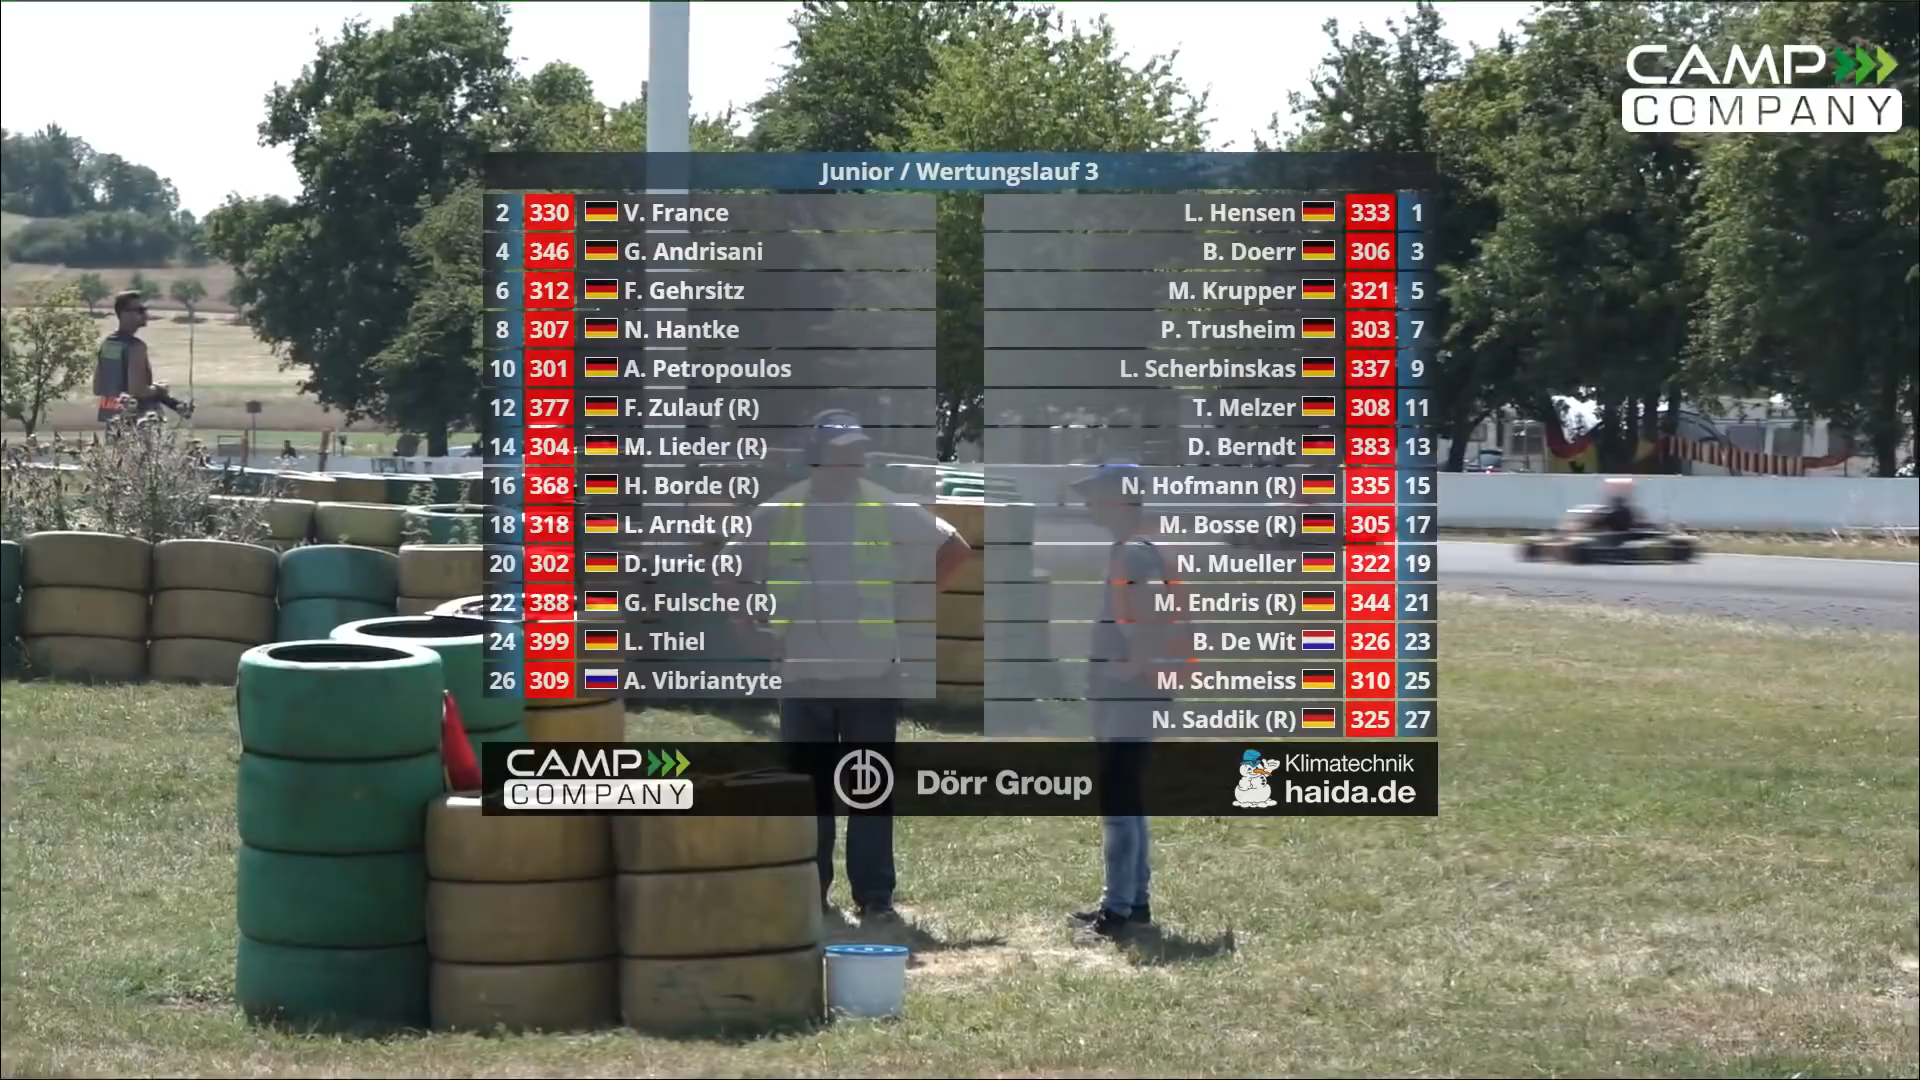 CAMP
COMPANY
Junior / Wertungslauf 3
2 330 V. France L. Hensen 333 1
4 346 G. Andrisani B. Doerr 306 3
6 312 F. Gehrsitz M. Krupper 321 5
8 307 N. Hantke P. Trusheim 303 7
10 301 A. Petropoulos L. Scherbinskas 337 9
12 377 F. Zulauf (R) T. Melzer 308 11
14 304 M. Lieder (R) D. Berndt 383 13
16 368 H. Borde (R) N. Hofmann (R) 335 15
18 318 L. Arndt (R) M. Bosse (R) 305 17
20 302 D. Juric (R) N. Mueller 322 19
22 388 G. Fulsche (R) M. Endris (R) 344 21
24 399 L. Thiel B. De Wit 326 23
26 309 A. Vibriantyte M. Schmeiss 310 25
N. Saddik (R) 325 27
CAMP
COMPANY
Dörr Group
Klimatechnik
haida.de